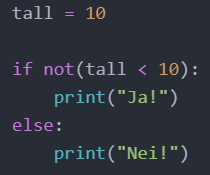 tall = 10

if not(tall < 10):
    print("Ja!")
else:
    print("Nei!")